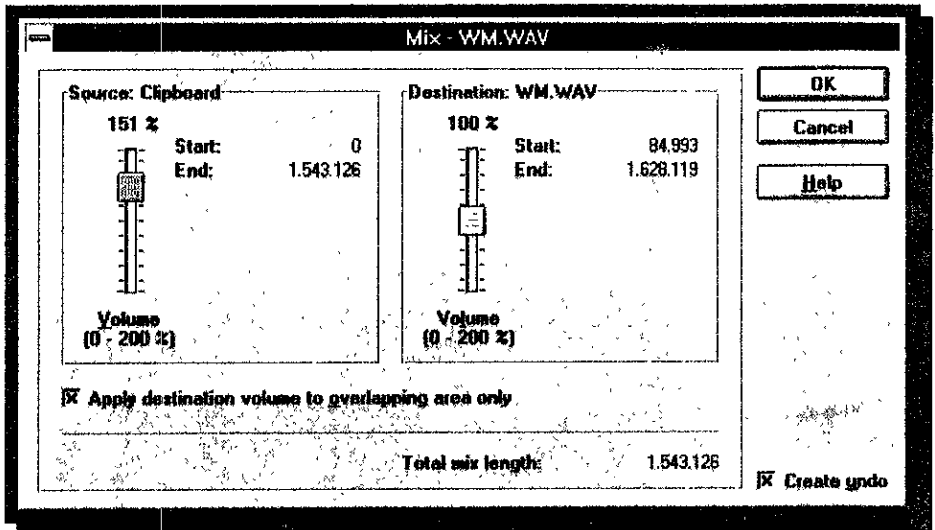 Mix - WM.WAV
Source: Clipboard
151 %
Start: 0
End: 1.543.126
Volume
(0 - 200 %)
Destination: WM.WAV
100 %
Start: 84.993
End: 1.628.119
Volume
(0 - 200 %)
OK
Cancel
Help
Apply destination volume to overlapping area only
Total mix length: 1.543.126
Create undo